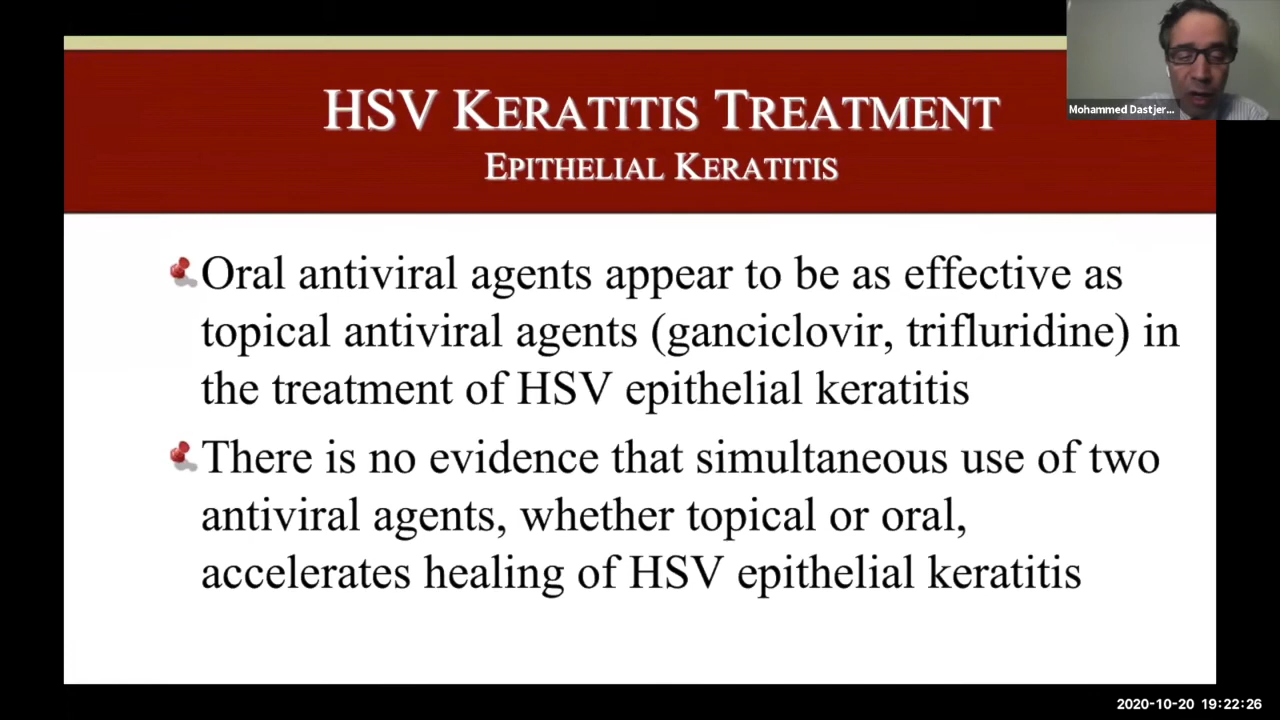 HSV KERATITIS TREATMENT
EPITHELIAL KERATITIS
Mohammed Dastjer...
Oral antiviral agents appear to be as effective as
topical antiviral agents (ganciclovir, trifluridine) in
the treatment of HSV epithelial keratitis
There is no evidence that simultaneous use of two
antiviral agents, whether topical or oral,
accelerates healing of HSV epithelial keratitis
2020-10-20 19:22:26